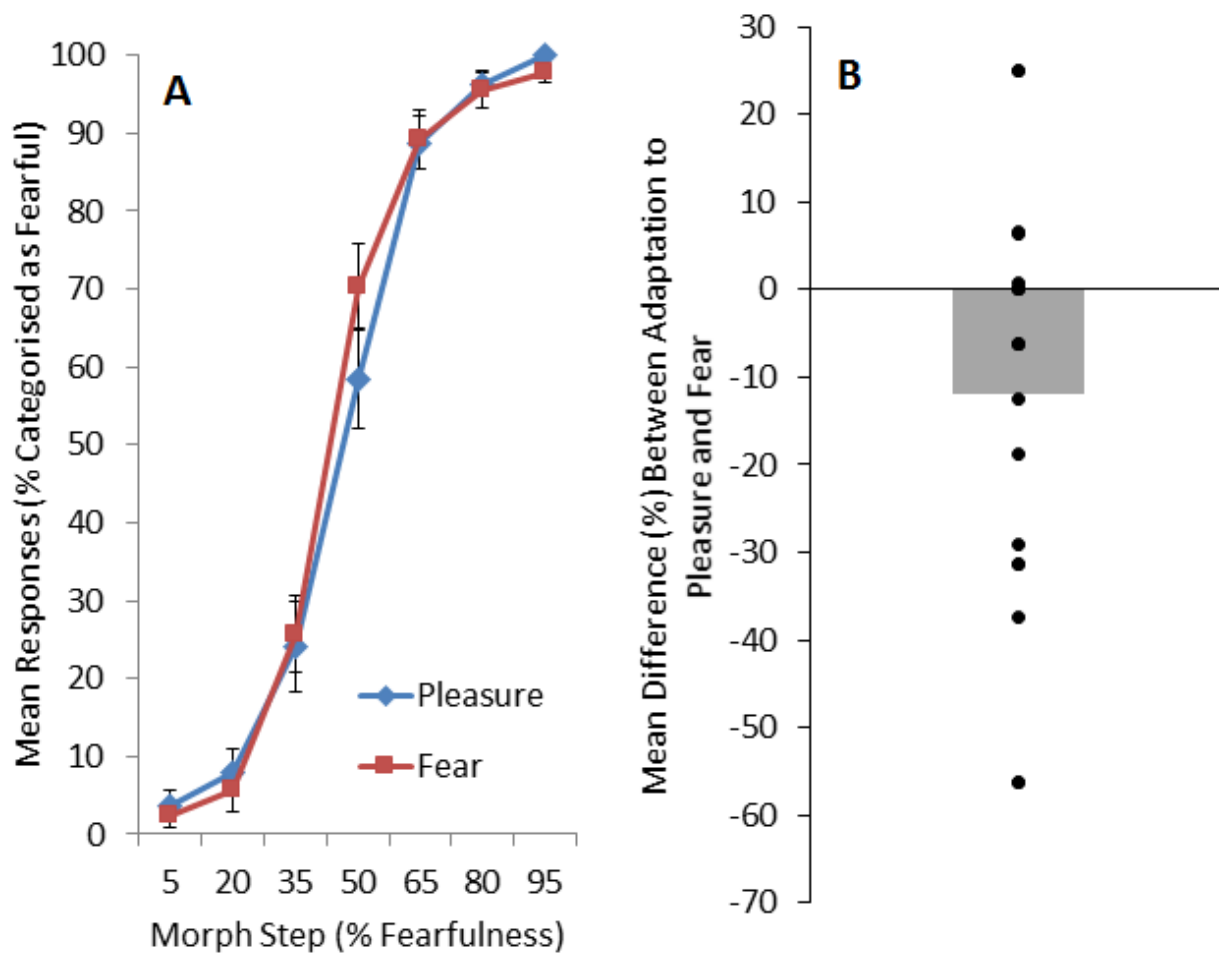 A
Mean Responses (% Categorised as Fearful)
100
90
80
70
60
50
40
30
20
10
0
Pleasure
Fear
5 20 35 50 65 80 95
Morph Step (% Fearfulness)
B
Mean Difference (%) Between Adaptation to
Pleasure and Fear
30
20
10
0
-10
-20
-30
-40
-50
-60
-70